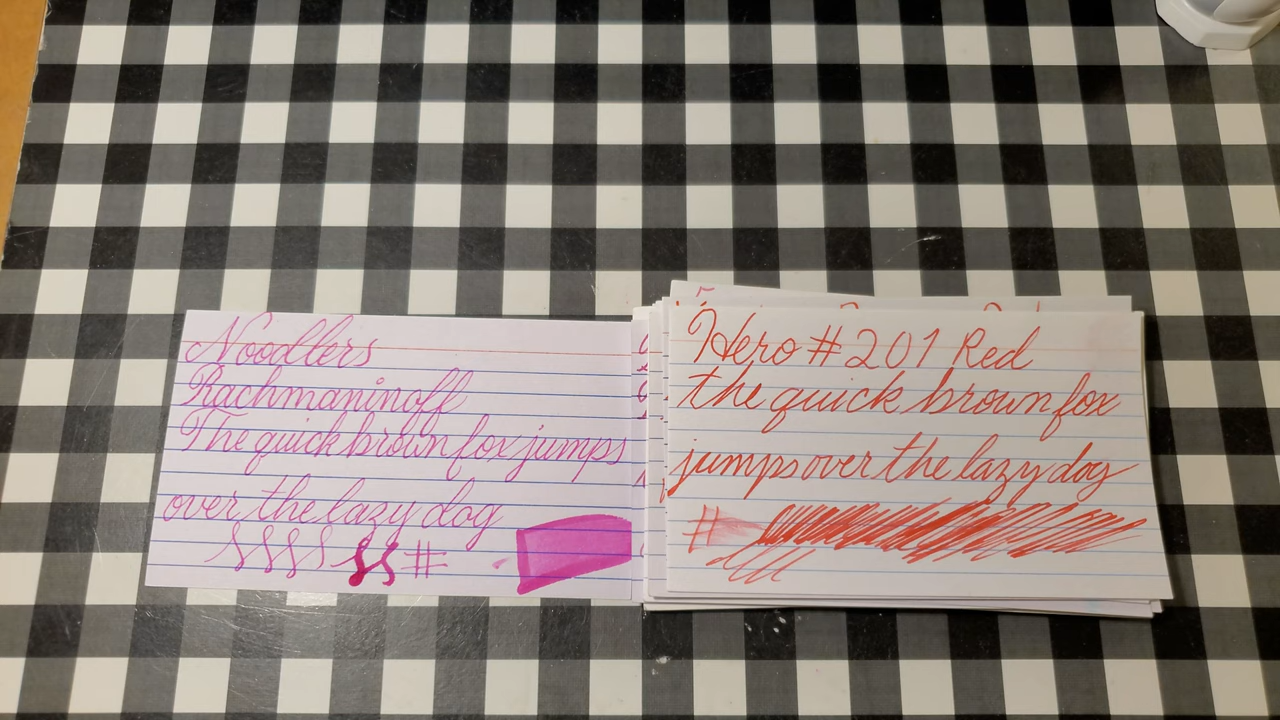 Noodlers
Rachmaninoff
The quick brown fox jumps
over the lazy dog
#
Hero # 201 Red
the quick brown fox
jumps over the lazy dog
#